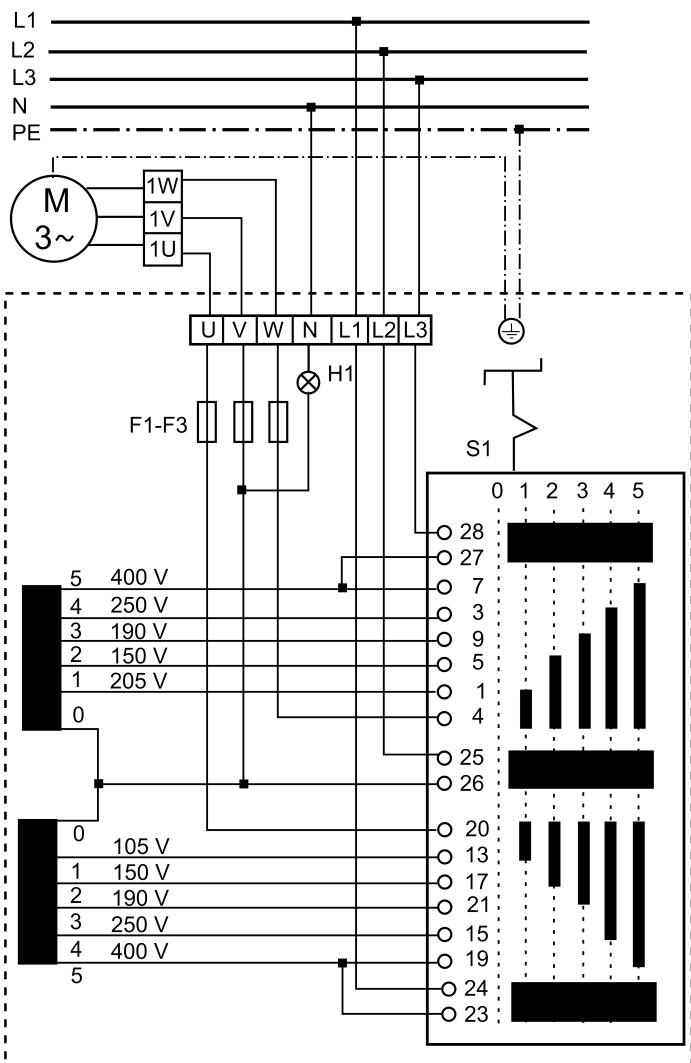 L1
L2
L3
N
PE
M
3~
1W
1V
1U
U V W N L1 L2 L3
H1
F1-F3
S1
0 1 2 3 4 5
28
27
5 400 V 7
4 250 V 3
3 190 V 9
2 150 V 5
1 205 V 1
0 4
25
26
0 20
105 V 13
1 150 V 17
2 190 V 21
3 250 V 15
4 400 V 19
5 24
23